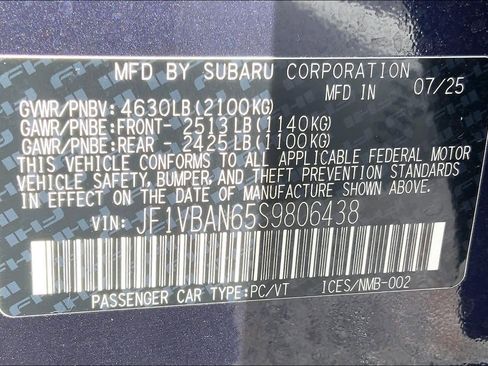 MFD BY SUBARU CORPORATION
MFD IN 07/25
GVWR/PNBV: 4630LB(2100KG)
GAWR/PNBE:FRONT- 2513LB(1140KG)
GAWR/PNBE:REAR - 2425LB(1100KG)
THIS VEHICLE CONFORMS TO ALL APPLICABLE FEDERAL MOTOR
VEHICLE SAFETY, BUMPER, AND THEFT PREVENTION STANDARDS
IN EFFECT ON THE DATE OF MANUFACTURE SHOWN ABOVE.
VIN: JF1VBAN65S9806438
PASSENGER CAR TYPE:PC/VT ICES/NMB-002